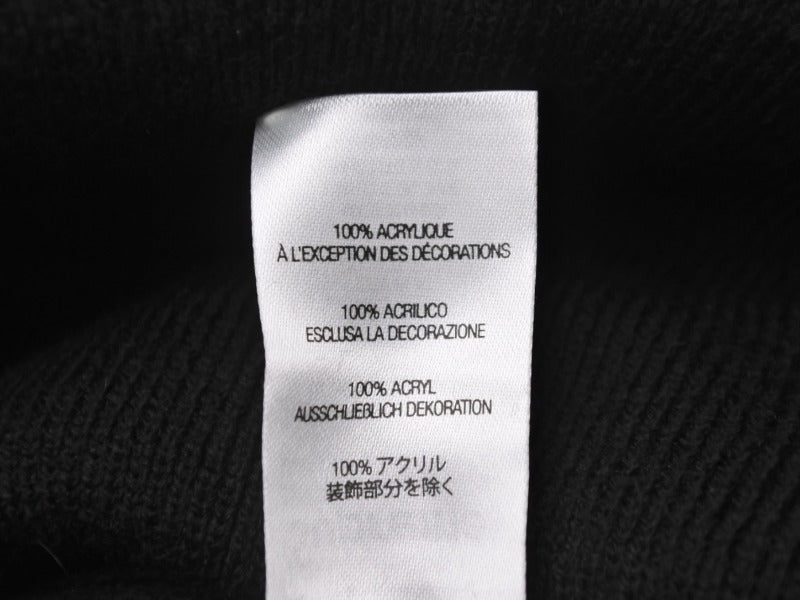 100% ACRYLIQUE
À L'EXCEPTION DES DÉCORATIONS
100% ACRILICO
ESCLUSA LA DECORAZIONE
100% ACRYL
AUSSCHLIEßLICH DEKORATION
100% アクリル
装飾部分を除く